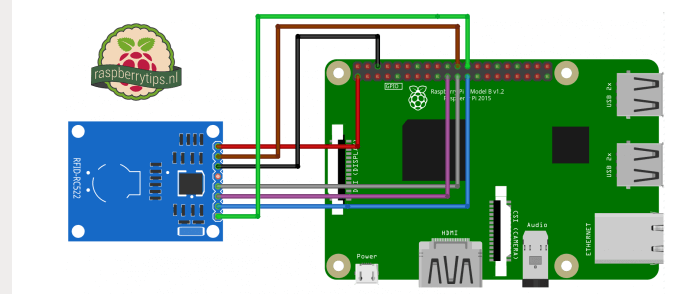 raspberrytips.nl
RFID-RC522
GPIO
Raspberry Pi 3 Model B v1.2
Raspberry Pi 2015
DSI (DISPLAY)
USB 2x
USB 2x
CSI (CAMERA)
Audio
ETHERNET
HDMI
Power